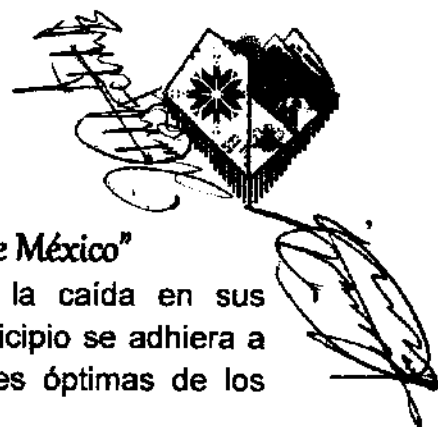 e México"
la caída en sus
icipio se adhiera a
es óptimas de los